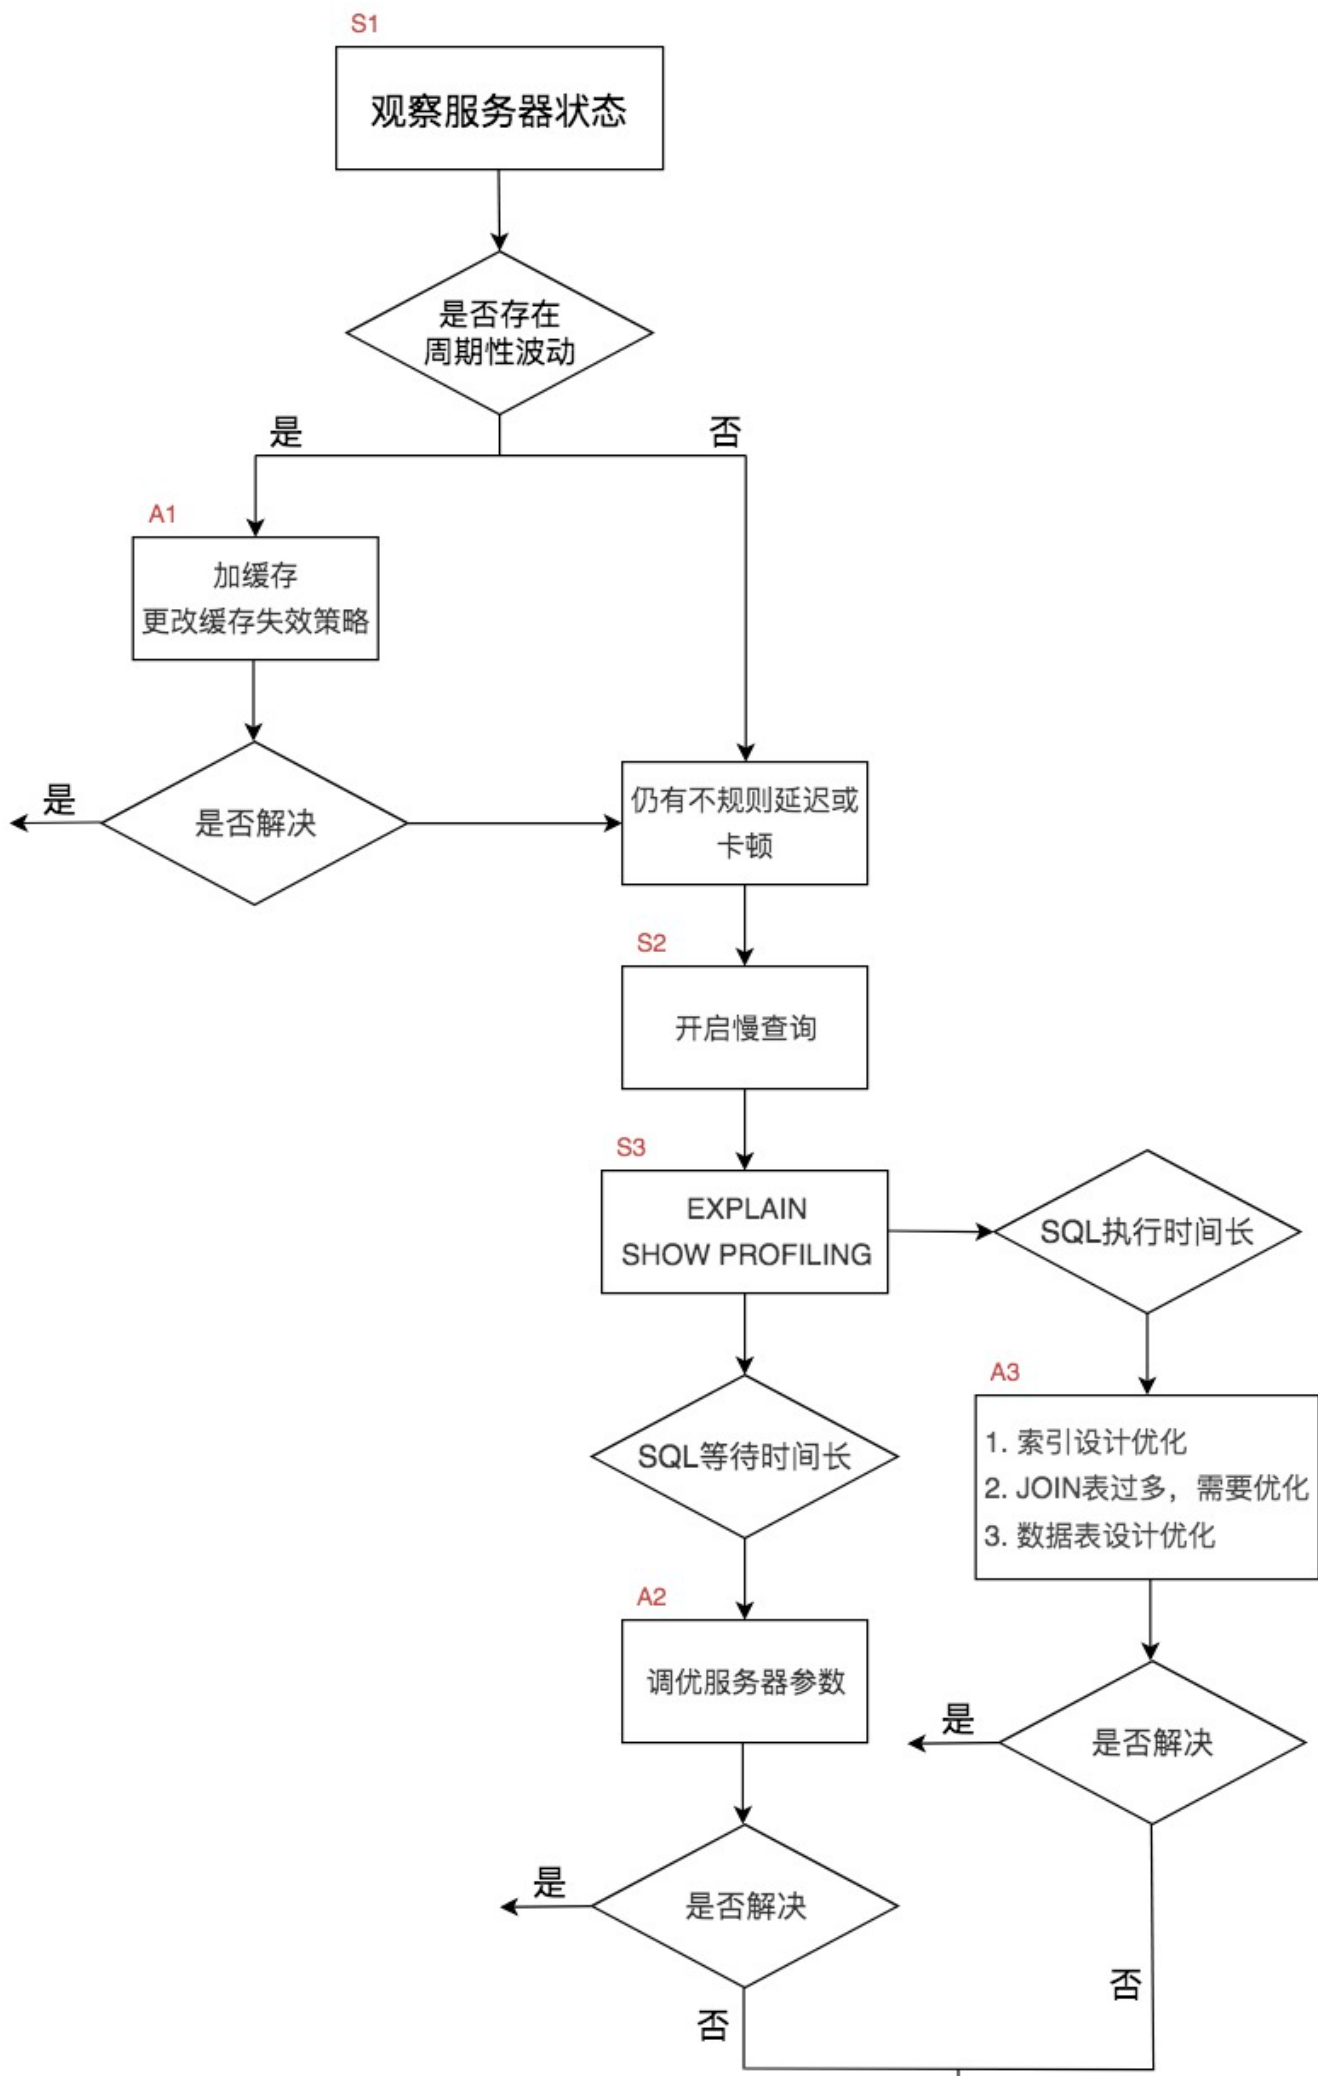 S1
观察服务器状态
是否存在
周期性波动
是
否
A1
加缓存
更改缓存失效策略
是
是否解决
仍有不规则延迟或
卡顿
S2
开启慢查询
S3
EXPLAIN
SHOW PROFILING
SQL执行时间长
A3
1. 索引设计优化
2. JOIN表过多，需要优化
3. 数据表设计优化
SQL等待时间长
A2
调优服务器参数
是
是否解决
是
是否解决
否
否